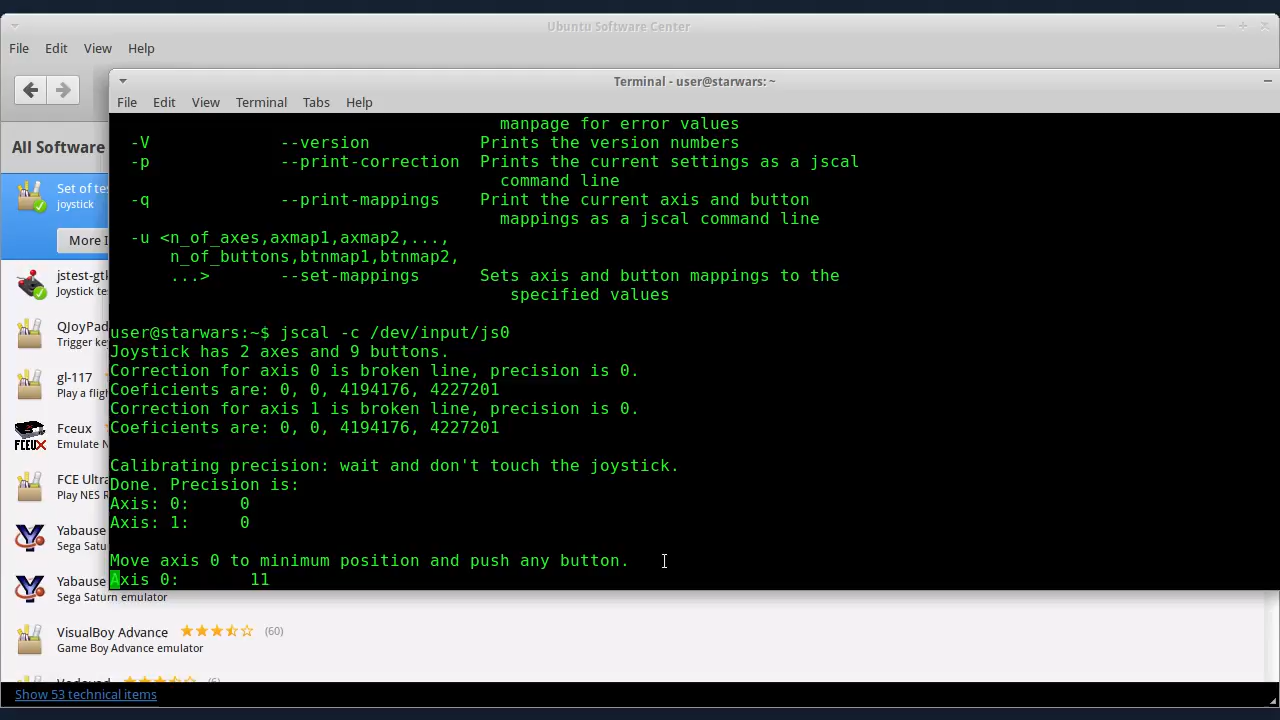 Ubuntu Software Center
File Edit View Help
Terminal - user@starwars: ~
File Edit View Terminal Tabs Help
All Software
Set of te
joystick
More I
jstest-gtk
Joystick te
QJoyPad
Trigger ke
gl-117
Play a flig
Fceux
Emulate N
FCE Ultra
Play NES R
Yabause
Sega Satu
Yabause
Sega Saturn emulator
VisualBoy Advance (60)
Game Boy Advance emulator
Show 53 technical items
manpage for error values
-V --version Prints the version numbers
-p --print-correction Prints the current settings as a jscal
command line
-q --print-mappings Print the current axis and button
mappings as a jscal command line
-u <n_of_axes,axmap1,axmap2,...,
n_of_buttons,btnmap1,btnmap2,
...> --set-mappings Sets axis and button mappings to the
specified values
user@starwars:~$ jscal -c /dev/input/js0
Joystick has 2 axes and 9 buttons.
Correction for axis 0 is broken line, precision is 0.
Coeficients are: 0, 0, 4194176, 4227201
Correction for axis 1 is broken line, precision is 0.
Coeficients are: 0, 0, 4194176, 4227201
Calibrating precision: wait and don't touch the joystick.
Done. Precision is:
Axis: 0: 0
Axis: 1: 0
Move axis 0 to minimum position and push any button.
Axis 0: 11